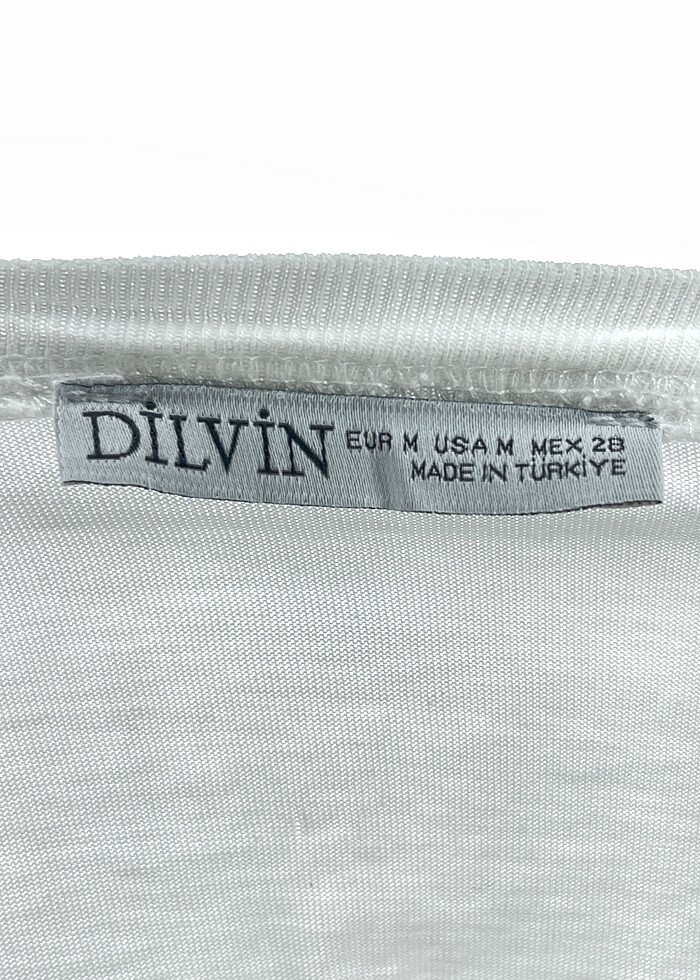 DİLVİN
EUR M USA M MEX 28
MADE IN TÜRKİYE